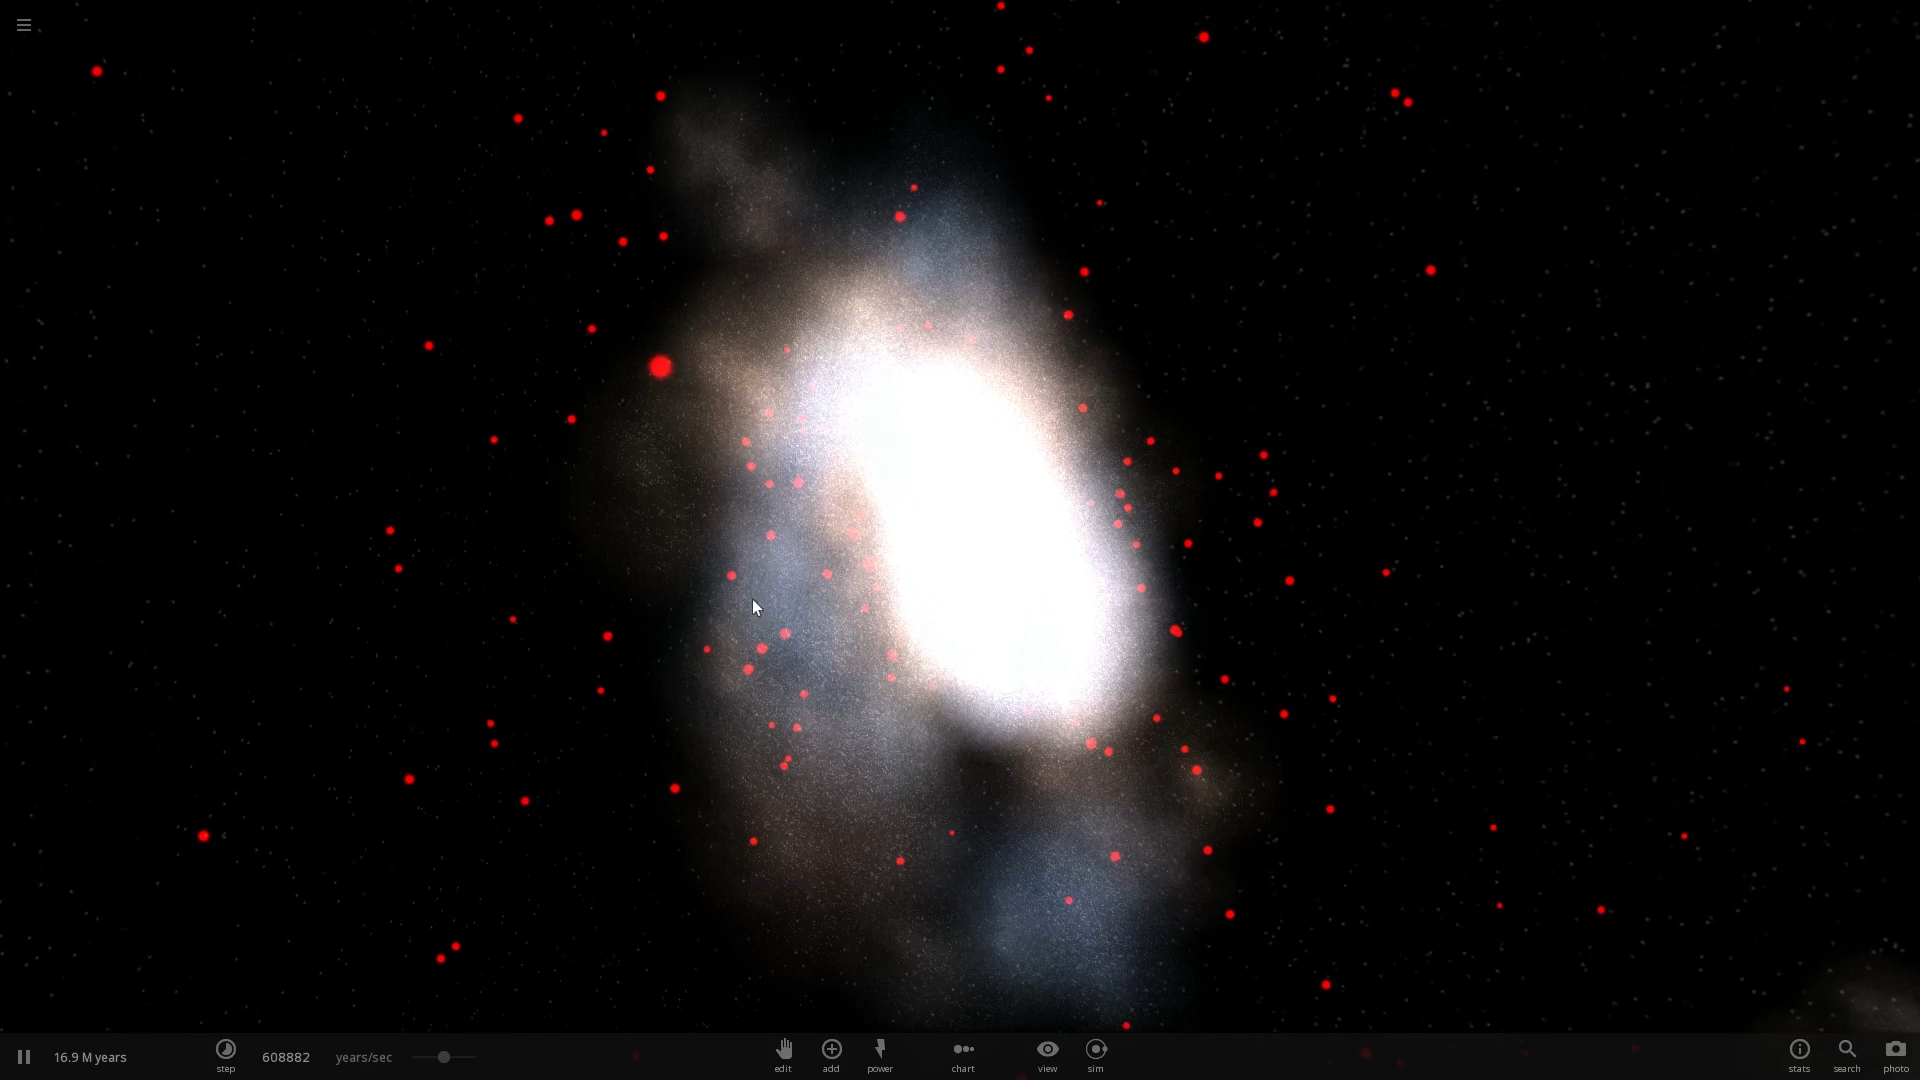 16.9 M years
step
608882 years/sec
edit
add
power
chart
view
sim
stats
search
photo